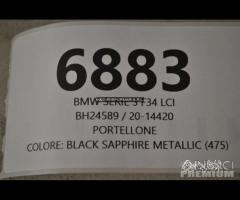 6883
BMW SERIE 3 F34 LCI
BH24589 / 20-14420
PORTELLONE
COLORE: BLACK SAPPHIRE METALLIC (475)
PREMIUM